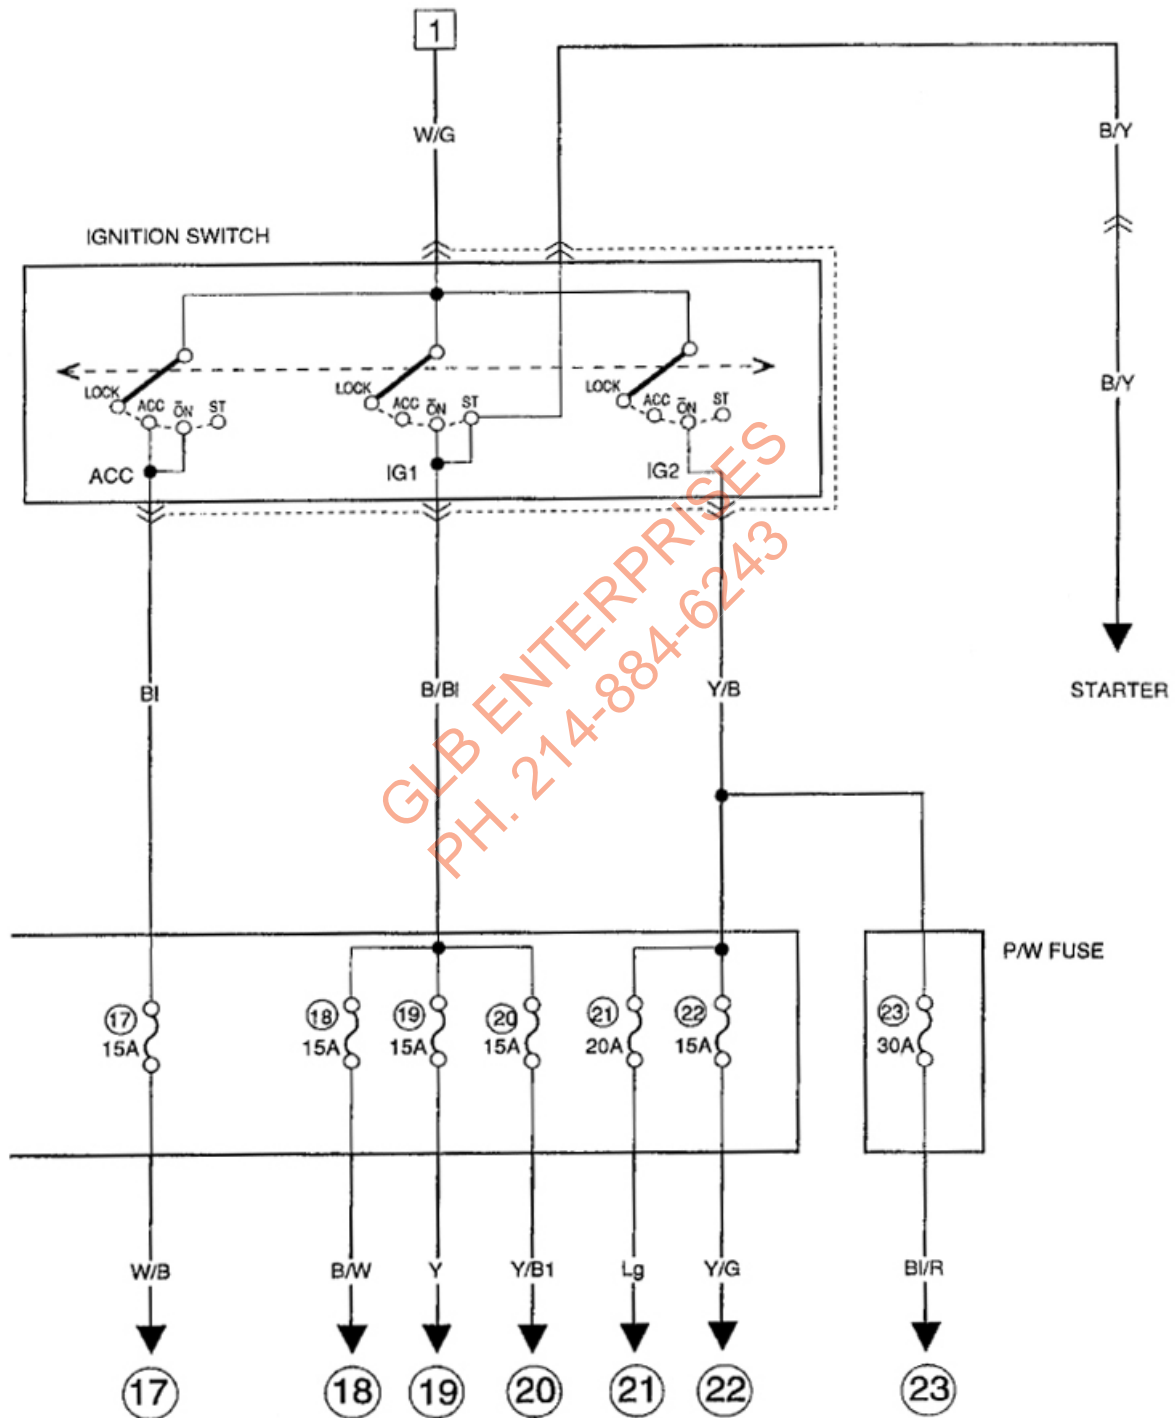 1
W/G
B/Y
IGNITION SWITCH
LOCK ACC ON ST
LOCK ACC ON ST
LOCK ACC ON ST
B/Y
ACC
IG1
IG2
GLB ENTERPRISES
PH. 214-884-6243
Bl
B/Bl
Y/B
STARTER
P/W FUSE
17
15A
18
15A
19
15A
20
15A
21
20A
22
15A
23
30A
W/B
B/W
Y
Y/B1
Lg
Y/G
Bl/R
17
18
19
20
21
22
23